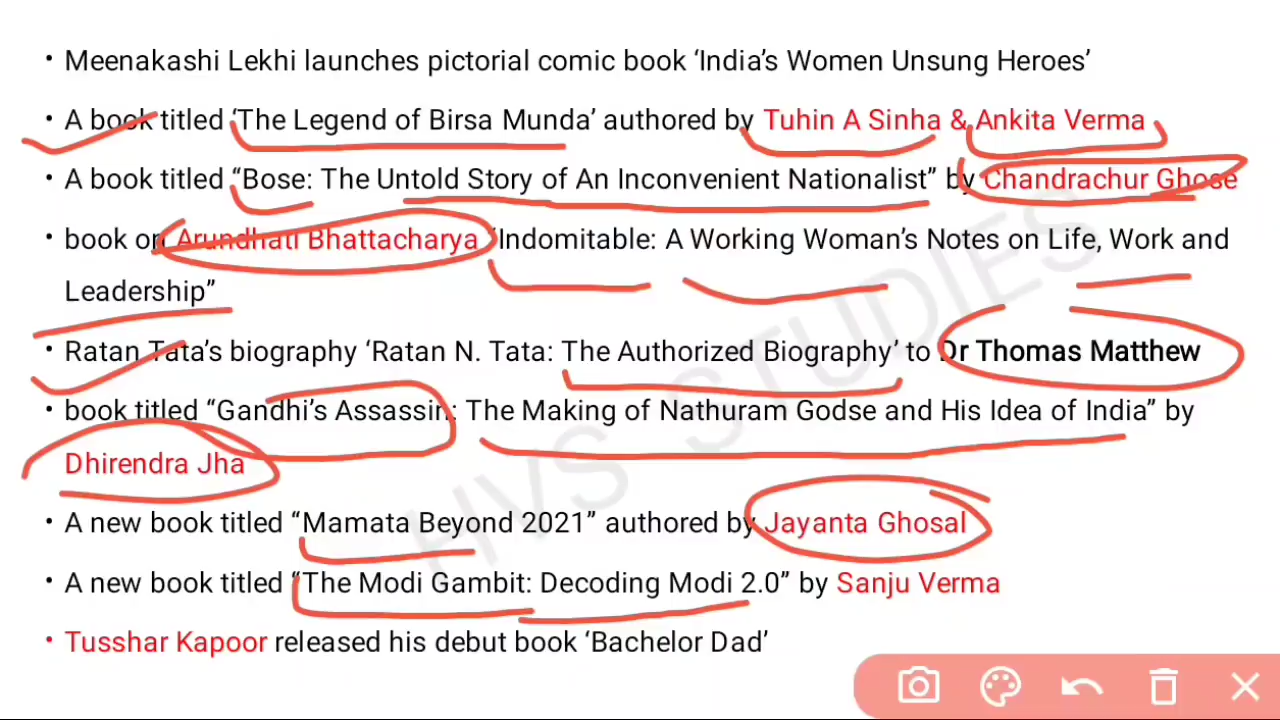 • Meenakashi Lekhi launches pictorial comic book ‘India’s Women Unsung Heroes’
• A book titled ‘The Legend of Birsa Munda’ authored by Tuhin A Sinha & Ankita Verma
• A book titled “Bose: The Untold Story of An Inconvenient Nationalist” by Chandrachur Ghose
• book on Arundhati Bhattacharya “Indomitable: A Working Woman’s Notes on Life, Work and
Leadership”
• Ratan Tata’s biography ‘Ratan N. Tata: The Authorized Biography’ to Dr Thomas Matthew
• book titled “Gandhi’s Assassin: The Making of Nathuram Godse and His Idea of India” by
Dhirendra Jha
• A new book titled “Mamata Beyond 2021” authored by Jayanta Ghosal
• A new book titled “The Modi Gambit: Decoding Modi 2.0” by Sanju Verma
• Tusshar Kapoor released his debut book ‘Bachelor Dad’
HVS STUDIES